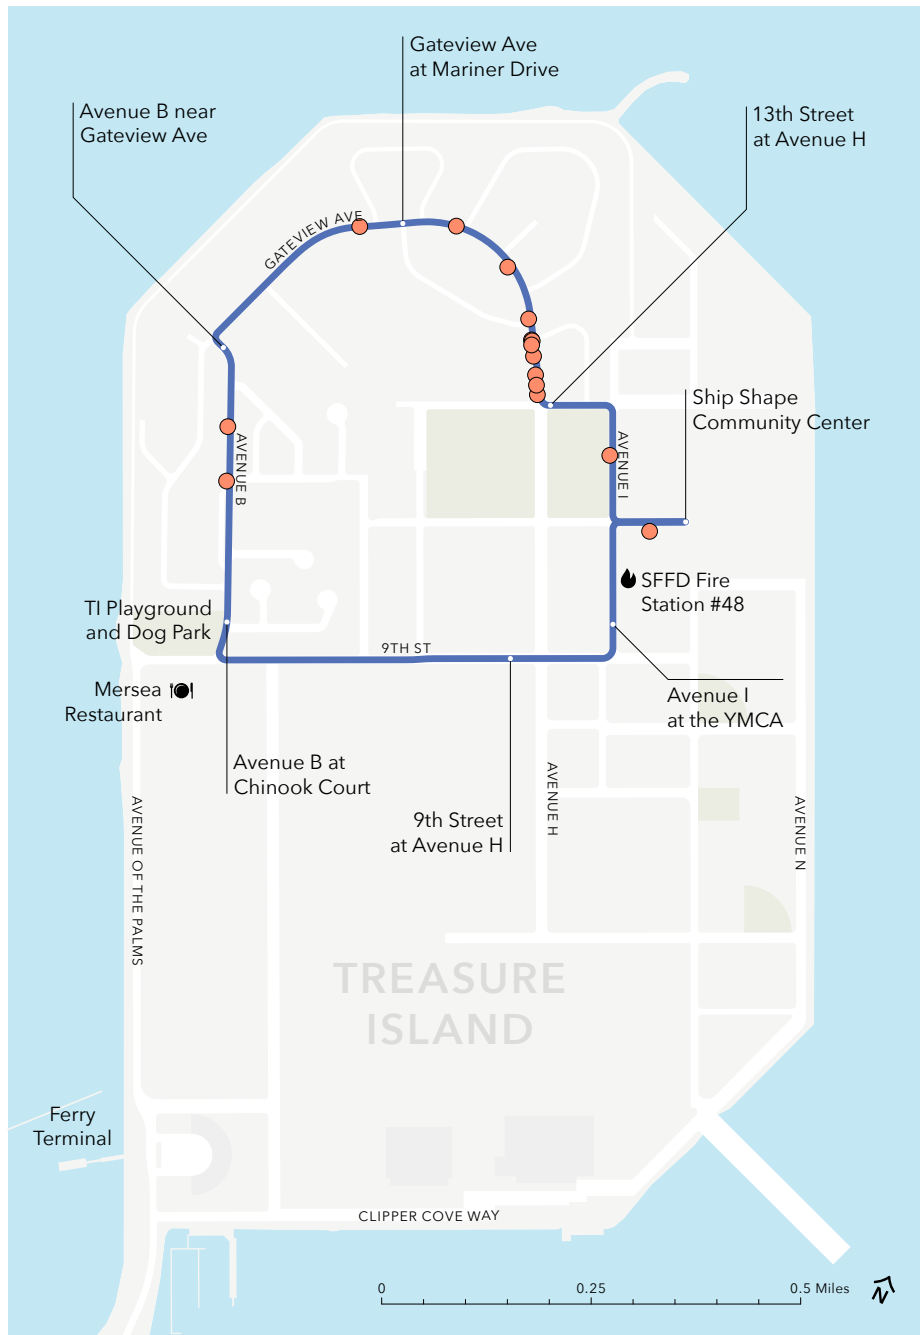 Gateview Ave
at Mariner Drive
Avenue B near
Gateview Ave
13th Street
at Avenue H
GATEVIEW AVE
Ship Shape
Community Center
AVENUE B
AVENUE I
SFFD Fire
Station #48
TI Playground
and Dog Park
9TH ST
Mersea
Restaurant
Avenue I
at the YMCA
Avenue B at
Chinook Court
9th Street
at Avenue H
AVENUE H
AVENUE N
AVENUE OF THE PALMS
TREASURE
ISLAND
Ferry
Terminal
CLIPPER COVE WAY
0 0.25 0.5 Miles
N